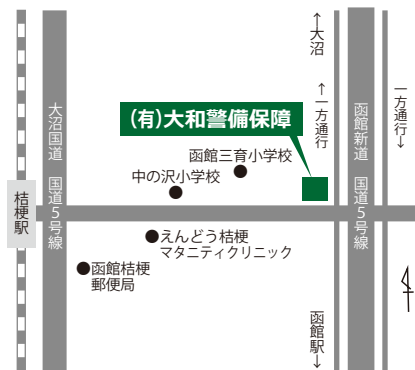 ↑大沼
↑一方通行
一方通行↓
大沼国道 国道5号線
函館新道 国道5号線
(有)大和警備保障
函館三育小学校
中の沢小学校
桔梗駅
えんどう桔梗
マタニティクリニック
函館桔梗
郵便局
函館駅↓